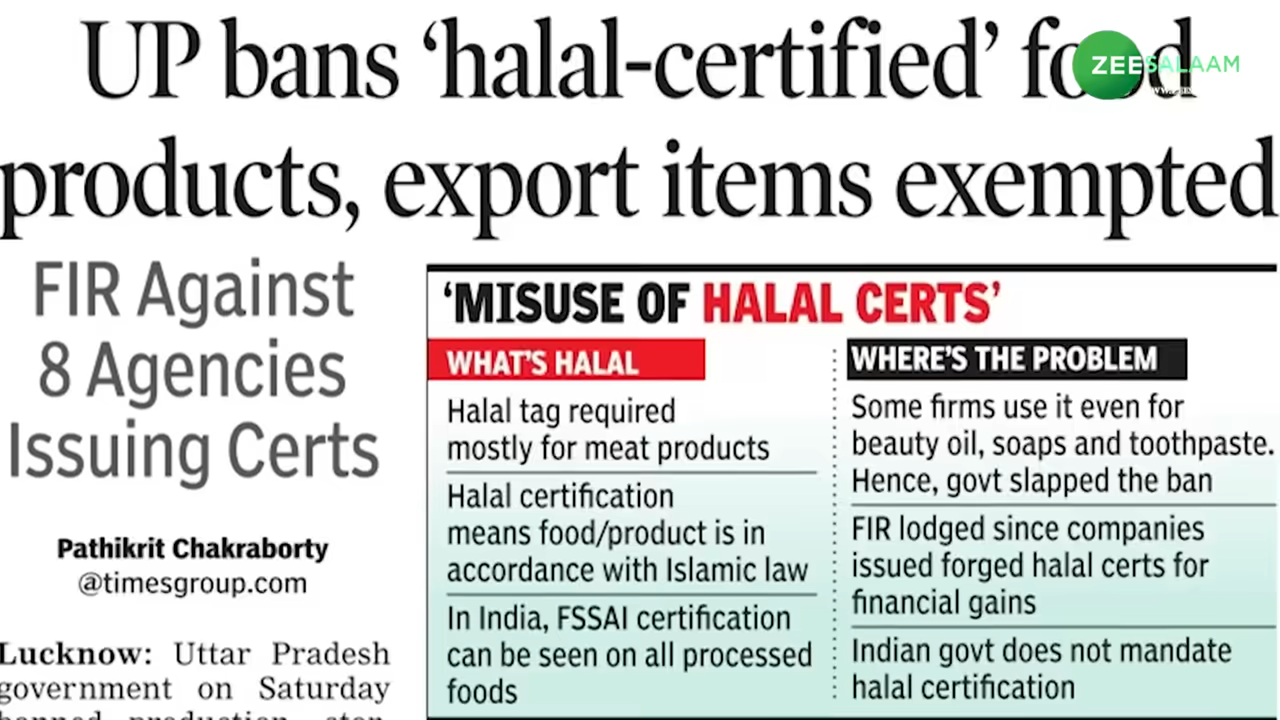 UP bans ‘halal-certified’ food
products, export items exempted
ZEE SALAAM
FIR Against
8 Agencies
Issuing Certs
Pathikrit Chakraborty
@timesgroup.com
Lucknow: Uttar Pradesh
government on Saturday
‘MISUSE OF HALAL CERTS’
WHAT'S HALAL
Halal tag required
mostly for meat products
Halal certification
means food/product is in
accordance with Islamic law
In India, FSSAI certification
can be seen on all processed
foods
WHERE'S THE PROBLEM
Some firms use it even for
beauty oil, soaps and toothpaste.
Hence, govt slapped the ban
FIR lodged since companies
issued forged halal certs for
financial gains
Indian govt does not mandate
halal certification